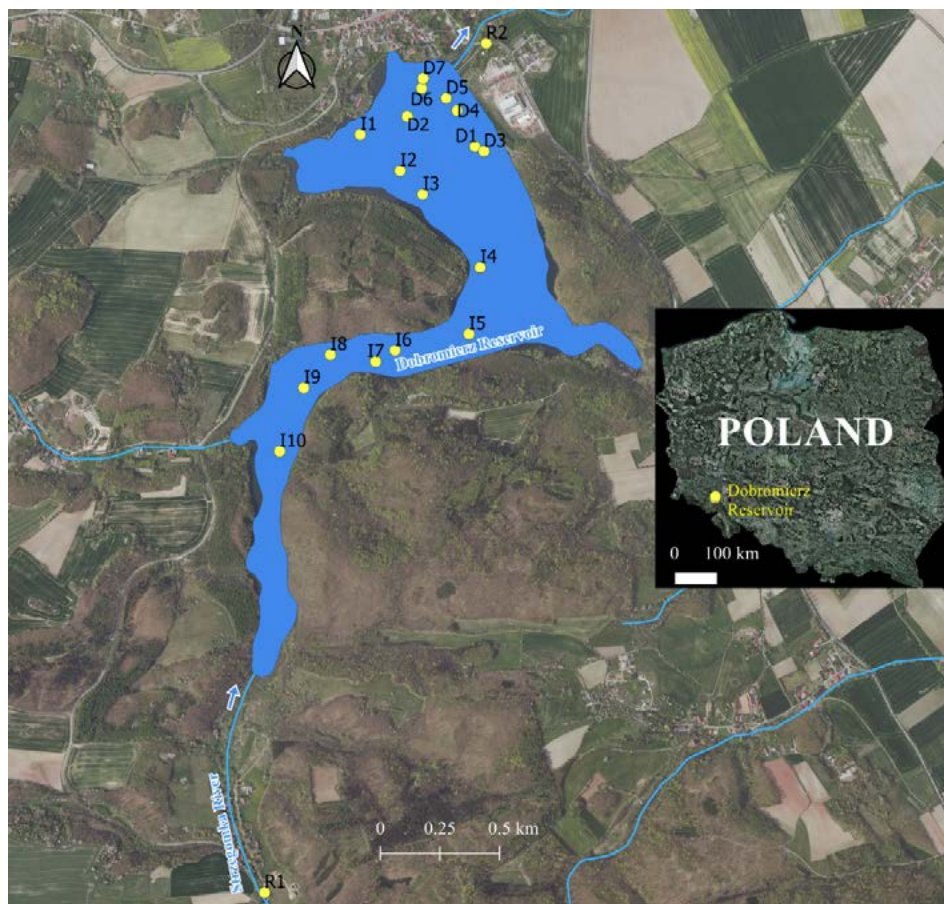 N
R2
D7
D6
D5
D4
D2
D1
D3
I1
I2
I3
I4
I5
I6
I7
I8
Dobromierz Reservoir
I9
I10
POLAND
Dobromierz
Reservoir
0 100 km
Strzegomka River
0 0.25 0.5 km
R1